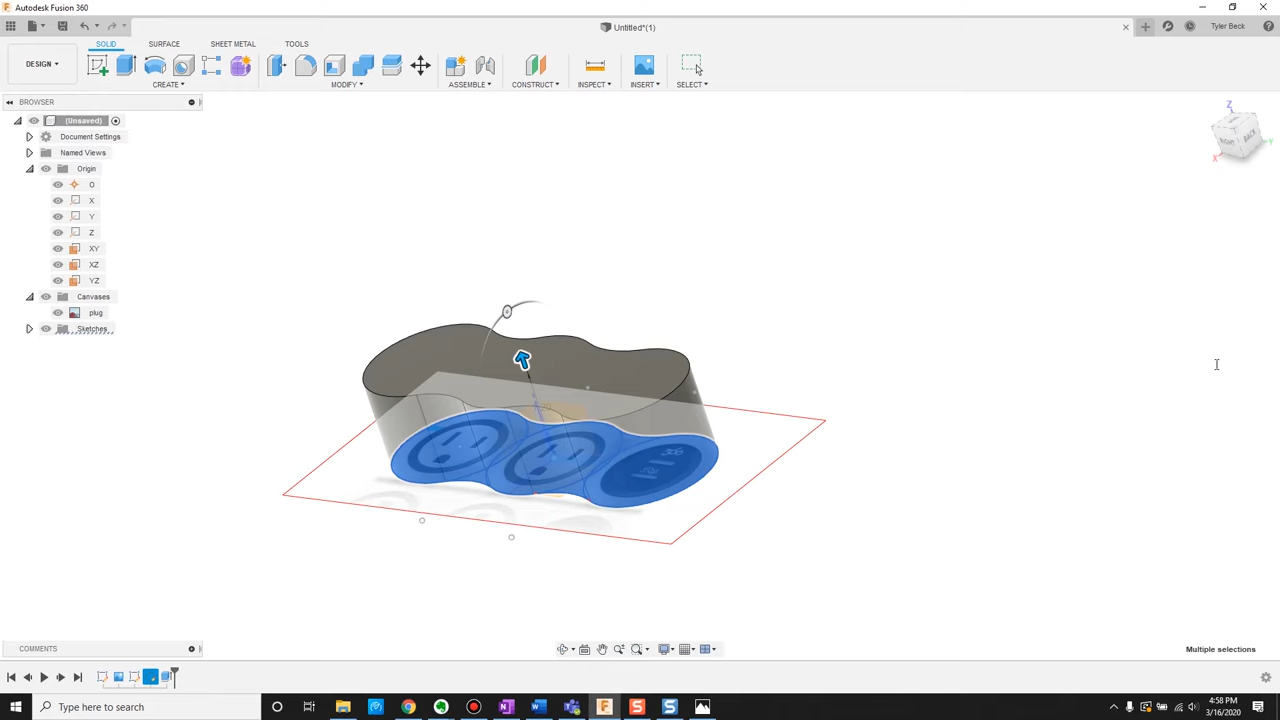 Autodesk Fusion 360
Untitled*(1)
Tyler Beck
DESIGN
SOLID
SURFACE
SHEET METAL
TOOLS
CREATE
MODIFY
ASSEMBLE
CONSTRUCT
INSPECT
INSERT
SELECT
BROWSER
(Unsaved)
Document Settings
Named Views
Origin
O
X
Y
Z
XY
XZ
YZ
Canvases
plug
Sketches
Z
RIGHT
BACK
X
Y
COMMENTS
Multiple selections
Type here to search
4:58 PM
3/16/2020